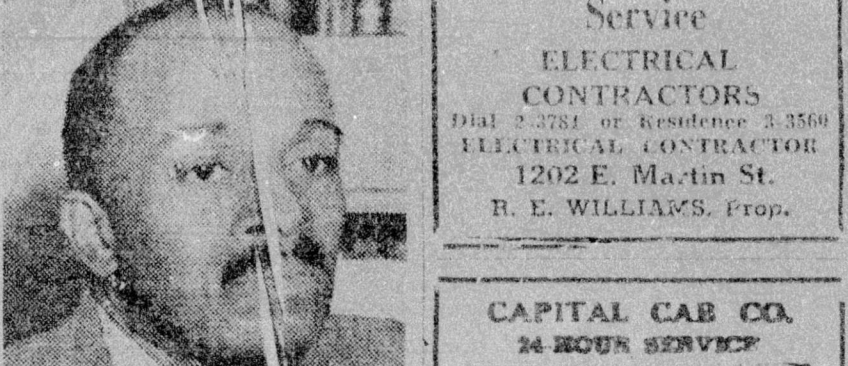 Service
ELECTRICAL
CONTRACTORS
Dial 2-3781 or Residence 3-3560
ELECTRICAL CONTRACTOR
1202 E. Martin St.
R. E. WILLIAMS, Prop.
CAPITAL CAB CO.
24-HOUR SERVICE